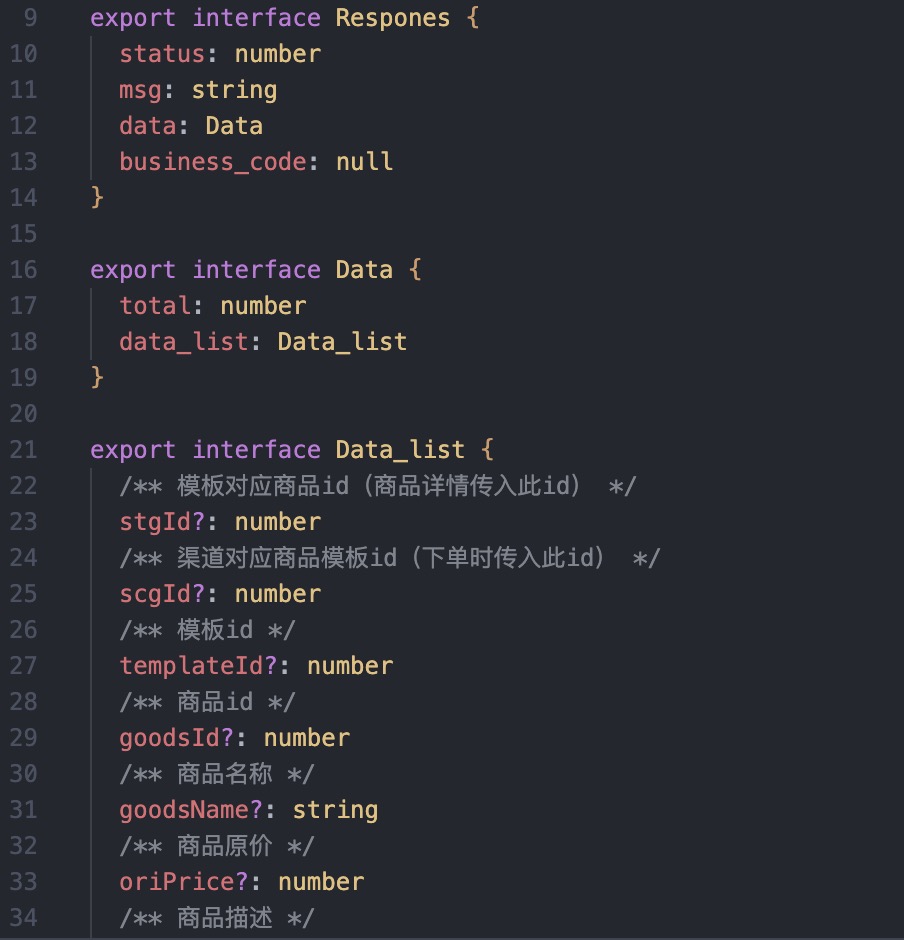 9 export interface Respones {
10 status: number
11 msg: string
12 data: Data
13 business_code: null
14 }
15
16 export interface Data {
17 total: number
18 data_list: Data_list
19 }
20
21 export interface Data_list {
22 /** 模板对应商品id（商品详情传入此id） */
23 stgId?: number
24 /** 渠道对应商品模板id（下单时传入此id） */
25 scgId?: number
26 /** 模板id */
27 templateId?: number
28 /** 商品id */
29 goodsId?: number
30 /** 商品名称 */
31 goodsName?: string
32 /** 商品原价 */
33 oriPrice?: number
34 /** 商品描述 */